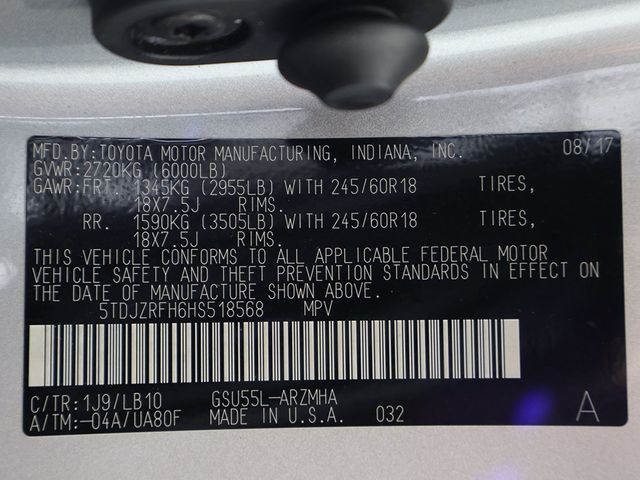 MFD.BY:TOYOTA MOTOR MANUFACTURING, INDIANA, INC. 08/17
GVWR:2720KG (6000LB)
GAWR:FRT. 1345KG (2955LB) WITH 245/60R18 TIRES,
18X7.5J RIMS.
RR. 1590KG (3505LB) WITH 245/60R18 TIRES,
18X7.5J RIMS.
THIS VEHICLE CONFORMS TO ALL APPLICABLE FEDERAL MOTOR
VEHICLE SAFETY AND THEFT PREVENTION STANDARDS IN EFFECT ON
THE DATE OF MANUFACTURE SHOWN ABOVE.
5TDJZRFH6HS518568 MPV
C/TR:1J9/LB10 GSU55L-ARZMHA
A/TM:-04A/UA80F MADE IN U.S.A. 032 A